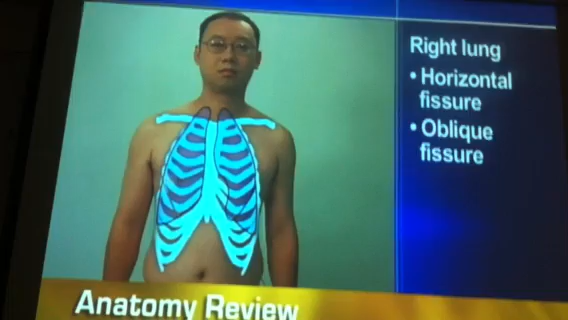 Right lung
• Horizontal
fissure
• Oblique
fissure
Anatomy Review